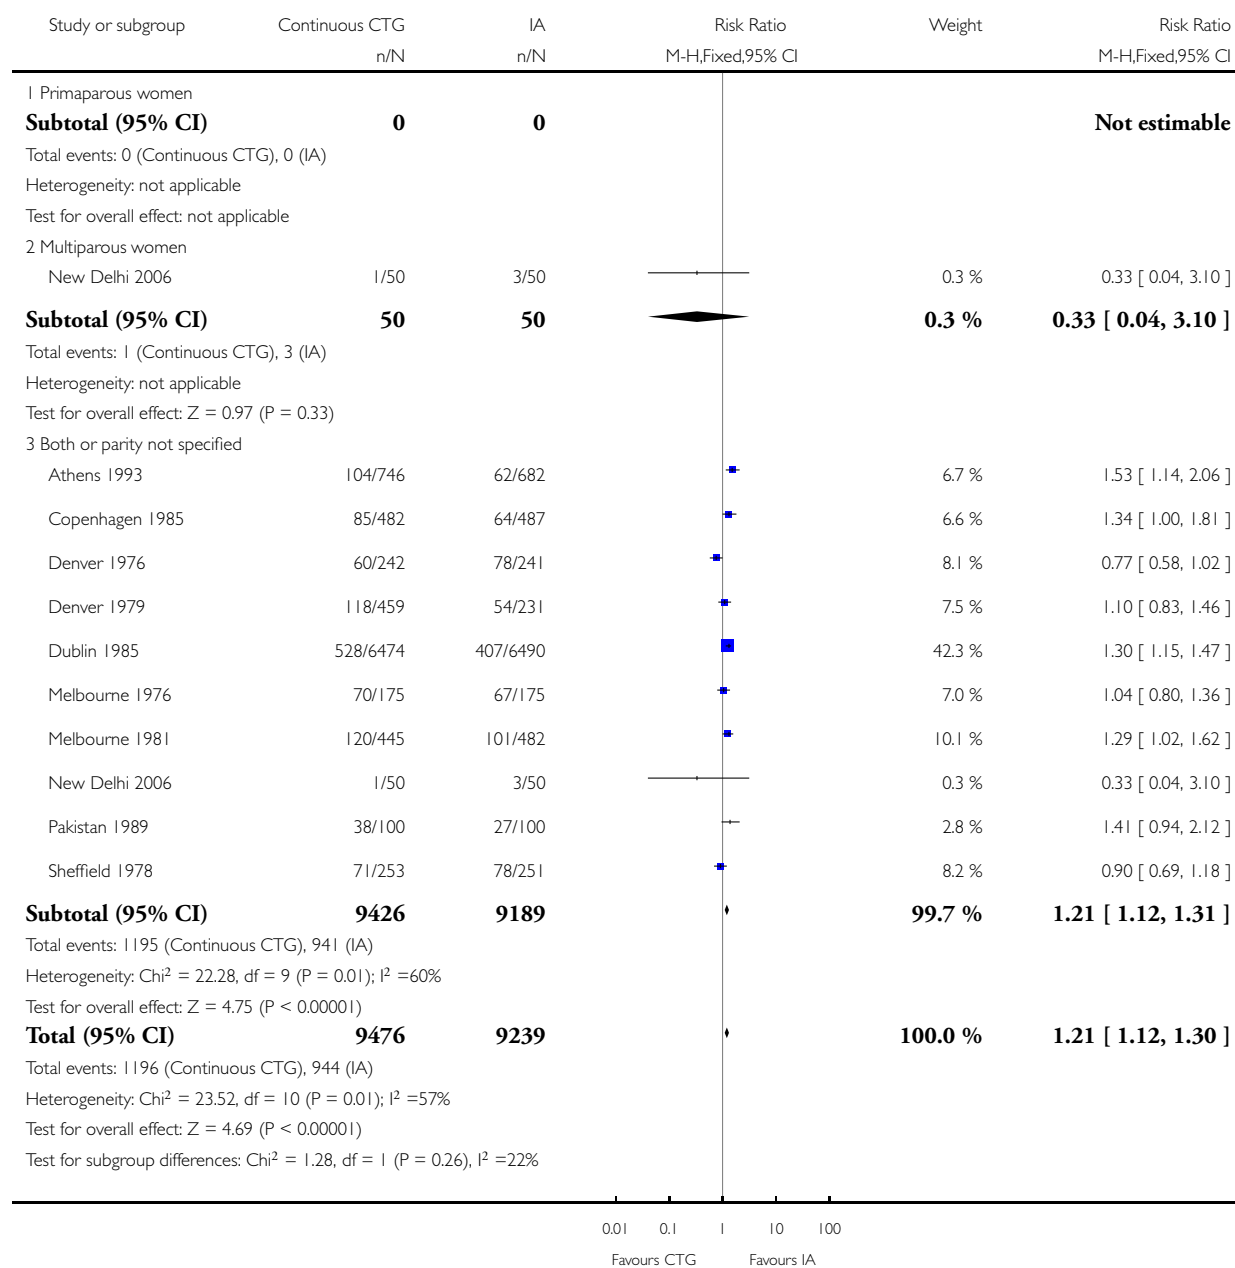 Study or subgroup Continuous CTG IA Risk Ratio Weight Risk Ratio
n/N n/N M-H,Fixed,95% CI M-H,Fixed,95% CI
1 Primaparous women
Subtotal (95% CI) 0 0 Not estimable
Total events: 0 (Continuous CTG), 0 (IA)
Heterogeneity: not applicable
Test for overall effect: not applicable
2 Multiparous women
New Delhi 2006 1/50 3/50 0.3 % 0.33 [ 0.04, 3.10 ]
Subtotal (95% CI) 50 50 0.3 % 0.33 [ 0.04, 3.10 ]
Total events: 1 (Continuous CTG), 3 (IA)
Heterogeneity: not applicable
Test for overall effect: Z = 0.97 (P = 0.33)
3 Both or parity not specified
Athens 1993 104/746 62/682 6.7 % 1.53 [ 1.14, 2.06 ]
Copenhagen 1985 85/482 64/487 6.6 % 1.34 [ 1.00, 1.81 ]
Denver 1976 60/242 78/241 8.1 % 0.77 [ 0.58, 1.02 ]
Denver 1979 118/459 54/231 7.5 % 1.10 [ 0.83, 1.46 ]
Dublin 1985 528/6474 407/6490 42.3 % 1.30 [ 1.15, 1.47 ]
Melbourne 1976 70/175 67/175 7.0 % 1.04 [ 0.80, 1.36 ]
Melbourne 1981 120/445 101/482 10.1 % 1.29 [ 1.02, 1.62 ]
New Delhi 2006 1/50 3/50 0.3 % 0.33 [ 0.04, 3.10 ]
Pakistan 1989 38/100 27/100 2.8 % 1.41 [ 0.94, 2.12 ]
Sheffield 1978 71/253 78/251 8.2 % 0.90 [ 0.69, 1.18 ]
Subtotal (95% CI) 9426 9189 99.7 % 1.21 [ 1.12, 1.31 ]
Total events: 1195 (Continuous CTG), 941 (IA)
Heterogeneity: Chi² = 22.28, df = 9 (P = 0.01); I² =60%
Test for overall effect: Z = 4.75 (P < 0.00001)
Total (95% CI) 9476 9239 100.0 % 1.21 [ 1.12, 1.30 ]
Total events: 1196 (Continuous CTG), 944 (IA)
Heterogeneity: Chi² = 23.52, df = 10 (P = 0.01); I² =57%
Test for overall effect: Z = 4.69 (P < 0.00001)
Test for subgroup differences: Chi² = 1.28, df = 1 (P = 0.26), I² =22%
0.01 0.1 1 10 100
Favours CTG Favours IA